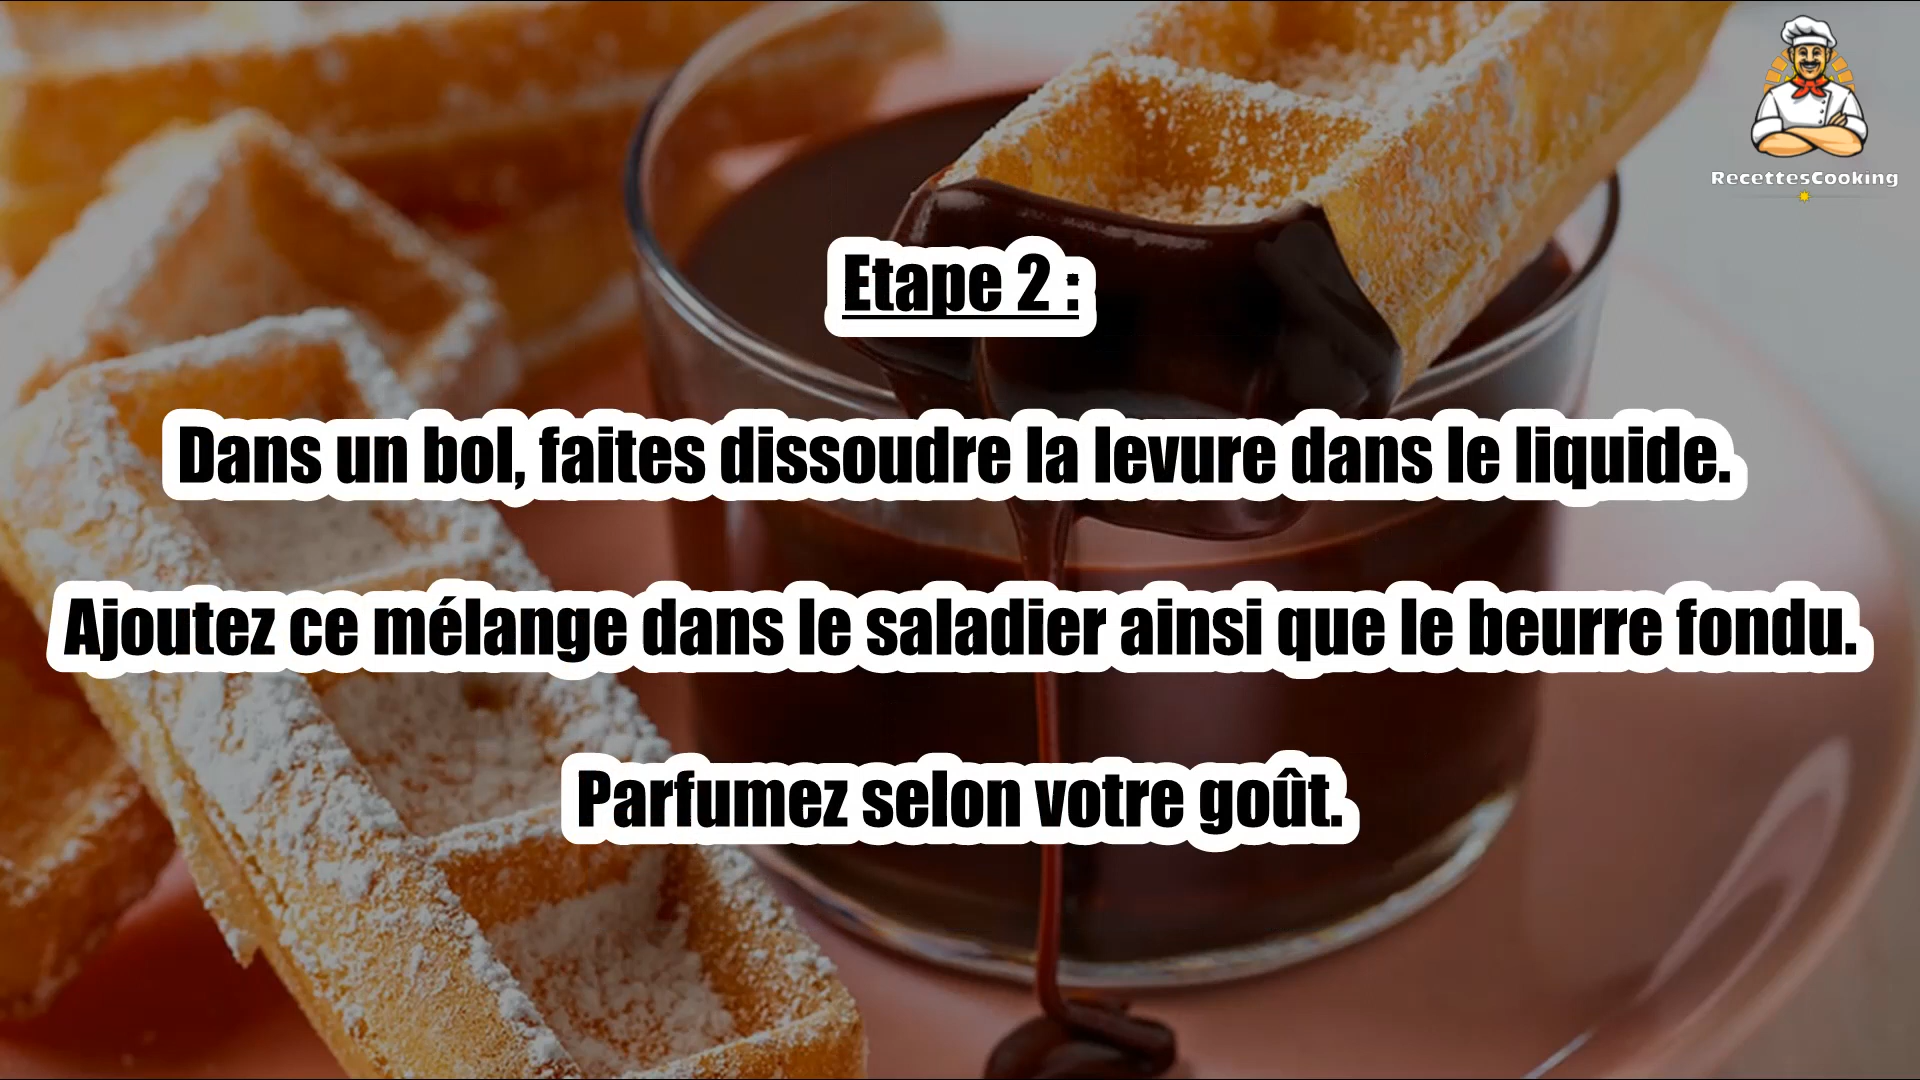 RecettesCooking
Etape 2 :
Dans un bol, faites dissoudre la levure dans le liquide.
Ajoutez ce mélange dans le saladier ainsi que le beurre fondu.
Parfumez selon votre goût.